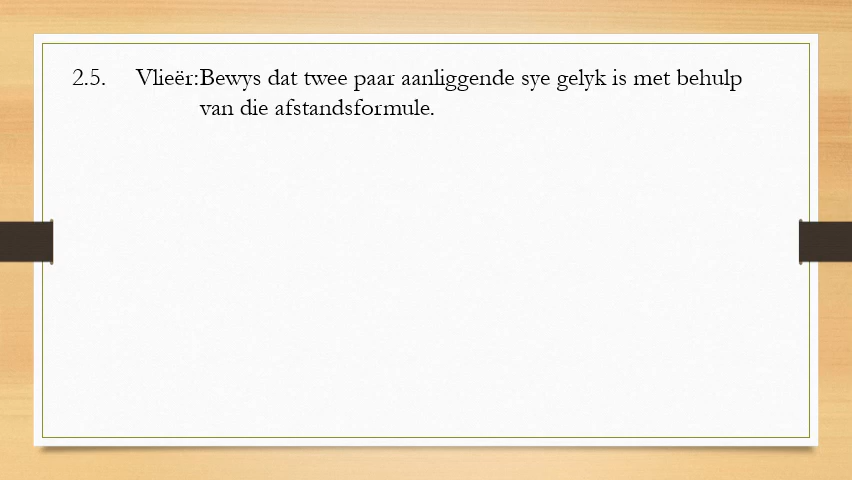 2.5. Vlieër:Bewys dat twee paar aanliggende sye gelyk is met behulp
van die afstandsformule.